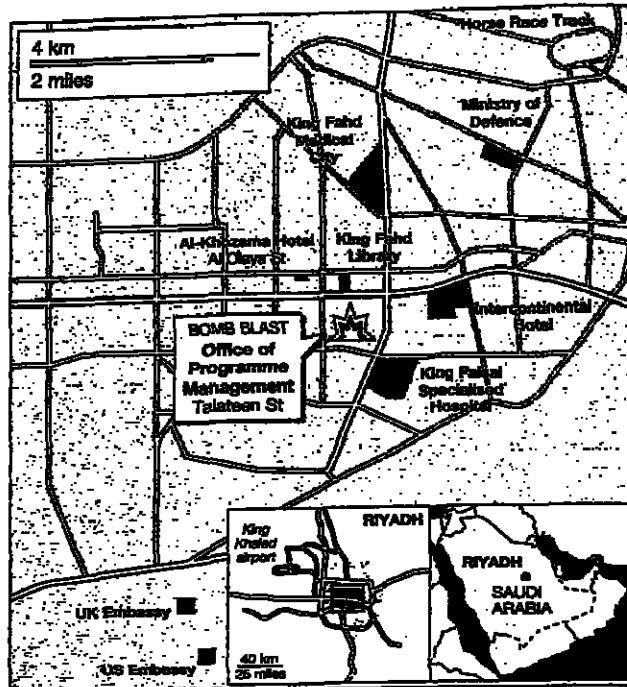 4 km
2 miles
Horse Race Track
King Fahd
Medical
City
Ministry of
Defence
Al-Khozama Hotel
Al Olaya St
King Fahd
Library
BOMB BLAST
Office of
Programme
Management
Talateen St
Intercontinental
Hotel
King Faisal
Specialised
Hospital
UK Embassy
US Embassy
King
Khaled
airport
RIYADH
40 km
25 miles
RIYADH
SAUDI
ARABIA